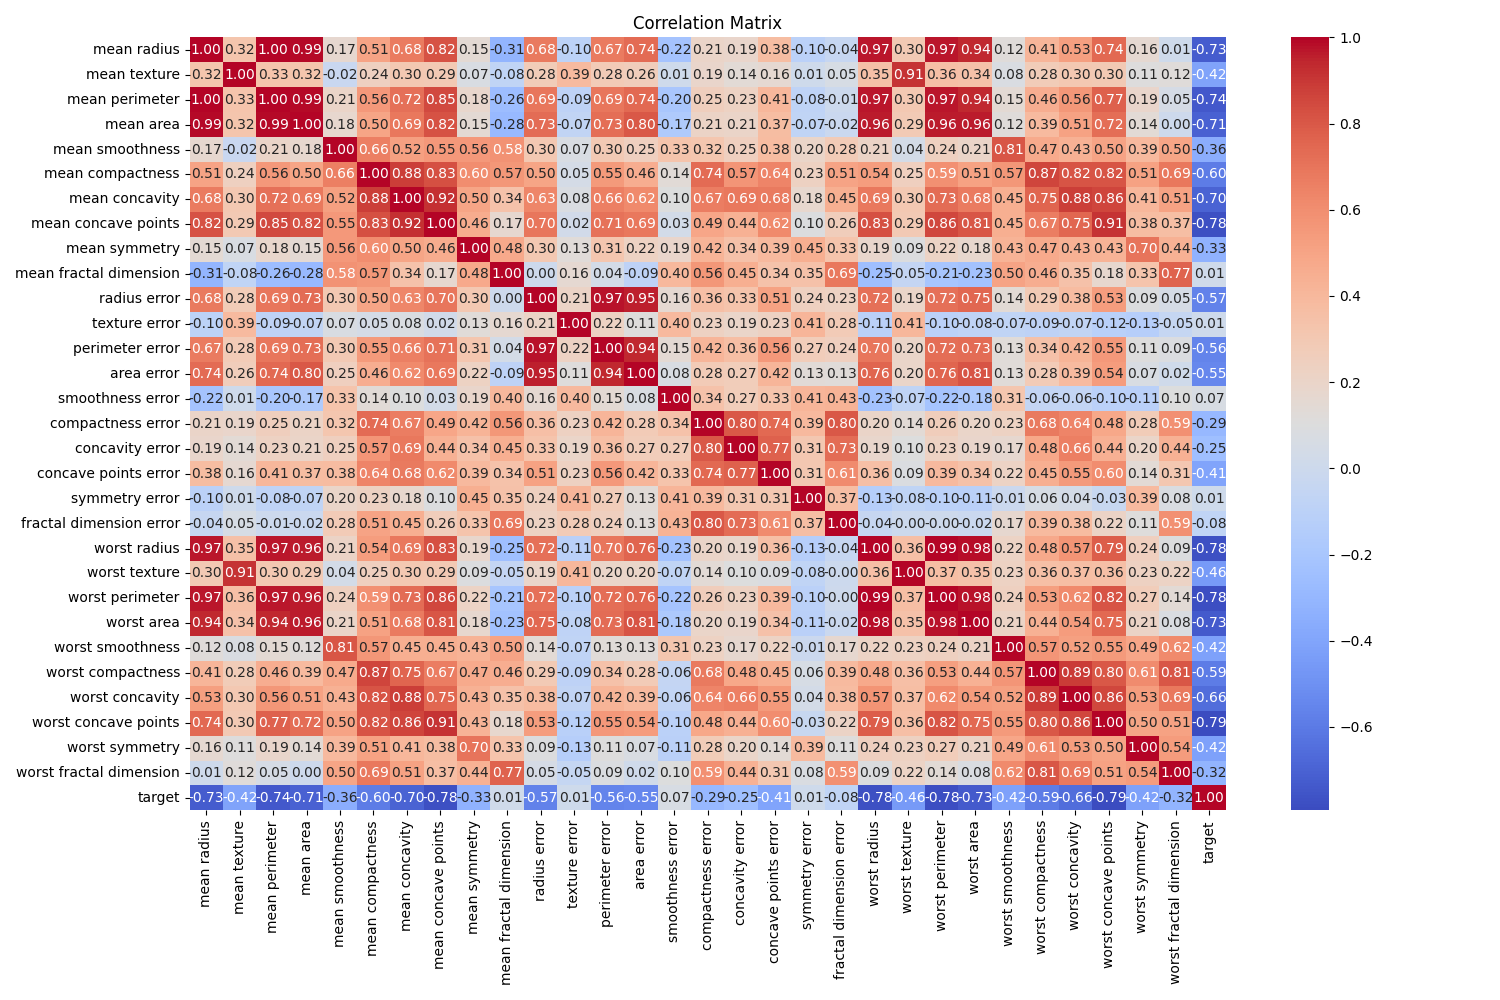 Correlation Matrix
mean radius 1.00 0.32 1.00 0.99 0.17 0.51 0.68 0.82 0.15 -0.31 0.68 -0.10 0.67 0.74 -0.22 0.21 0.19 0.38 -0.10 -0.04 0.97 0.30 0.97 0.94 0.12 0.41 0.53 0.74 0.16 0.01 -0.73
mean texture 0.32 1.00 0.33 0.32 -0.02 0.24 0.30 0.29 0.07 -0.08 0.28 0.39 0.28 0.26 0.01 0.19 0.14 0.16 0.01 0.05 0.35 0.91 0.36 0.34 0.08 0.28 0.30 0.30 0.11 0.12 -0.42
mean perimeter 1.00 0.33 1.00 0.99 0.21 0.56 0.72 0.85 0.18 -0.26 0.69 -0.09 0.69 0.74 -0.20 0.25 0.23 0.41 -0.08 -0.01 0.97 0.30 0.97 0.94 0.15 0.46 0.56 0.77 0.19 0.05 -0.74
mean area 0.99 0.32 0.99 1.00 0.18 0.50 0.69 0.82 0.15 -0.28 0.73 -0.07 0.73 0.80 -0.17 0.21 0.21 0.37 -0.07 -0.02 0.96 0.29 0.96 0.96 0.12 0.39 0.51 0.72 0.14 0.00 -0.71
mean smoothness 0.17 -0.02 0.21 0.18 1.00 0.66 0.52 0.55 0.56 0.58 0.30 0.07 0.30 0.25 0.33 0.32 0.25 0.38 0.20 0.28 0.21 0.04 0.24 0.21 0.81 0.47 0.43 0.50 0.39 0.50 -0.36
mean compactness 0.51 0.24 0.56 0.50 0.66 1.00 0.88 0.83 0.60 0.57 0.50 0.05 0.55 0.46 0.14 0.74 0.57 0.64 0.23 0.51 0.54 0.25 0.59 0.51 0.57 0.87 0.82 0.82 0.51 0.69 -0.60
mean concavity 0.68 0.30 0.72 0.69 0.52 0.88 1.00 0.92 0.50 0.34 0.63 0.08 0.66 0.62 0.10 0.67 0.69 0.68 0.18 0.45 0.69 0.30 0.73 0.68 0.45 0.75 0.88 0.86 0.41 0.51 -0.70
mean concave points 0.82 0.29 0.85 0.82 0.55 0.83 0.92 1.00 0.46 0.17 0.70 0.02 0.71 0.69 0.03 0.49 0.44 0.62 0.10 0.26 0.83 0.29 0.86 0.81 0.45 0.67 0.75 0.91 0.38 0.37 -0.78
mean symmetry 0.15 0.07 0.18 0.15 0.56 0.60 0.50 0.46 1.00 0.48 0.30 0.13 0.31 0.22 0.19 0.42 0.34 0.39 0.45 0.33 0.19 0.09 0.22 0.18 0.43 0.47 0.43 0.43 0.70 0.44 -0.33
mean fractal dimension -0.31 -0.08 -0.26 -0.28 0.58 0.57 0.34 0.17 0.48 1.00 0.00 0.16 0.04 -0.09 0.40 0.56 0.45 0.34 0.35 0.69 -0.25 -0.05 -0.21 -0.23 0.50 0.46 0.35 0.18 0.33 0.77 0.01
radius error 0.68 0.28 0.69 0.73 0.30 0.50 0.63 0.70 0.30 0.00 1.00 0.21 0.97 0.95 0.16 0.36 0.33 0.51 0.24 0.23 0.72 0.19 0.72 0.75 0.14 0.29 0.38 0.53 0.09 0.05 -0.57
texture error -0.10 0.39 -0.09 -0.07 0.07 0.05 0.08 0.02 0.13 0.16 0.21 1.00 0.22 0.11 0.40 0.23 0.19 0.23 0.41 0.28 -0.11 0.41 -0.10 -0.08 -0.07 -0.09 -0.07 -0.12 -0.13 -0.05 0.01
perimeter error 0.67 0.28 0.69 0.73 0.30 0.55 0.66 0.71 0.31 0.04 0.97 0.22 1.00 0.94 0.15 0.42 0.36 0.56 0.27 0.24 0.70 0.20 0.72 0.73 0.13 0.34 0.42 0.55 0.11 0.09 -0.56
area error 0.74 0.26 0.74 0.80 0.25 0.46 0.62 0.69 0.22 -0.09 0.95 0.11 0.94 1.00 0.08 0.28 0.27 0.42 0.13 0.13 0.76 0.20 0.76 0.81 0.13 0.28 0.39 0.54 0.07 0.02 -0.55
smoothness error -0.22 0.01 -0.20 -0.17 0.33 0.14 0.10 0.03 0.19 0.40 0.16 0.40 0.15 0.08 1.00 0.34 0.27 0.33 0.41 0.43 -0.23 -0.07 -0.22 -0.18 0.31 -0.06 -0.06 -0.10 -0.11 0.10 0.07
compactness error 0.21 0.19 0.25 0.21 0.32 0.74 0.67 0.49 0.42 0.56 0.36 0.23 0.42 0.28 0.34 1.00 0.80 0.74 0.39 0.80 0.20 0.14 0.26 0.20 0.23 0.68 0.64 0.48 0.28 0.59 -0.29
concavity error 0.19 0.14 0.23 0.21 0.25 0.57 0.69 0.44 0.34 0.45 0.33 0.19 0.36 0.27 0.27 0.80 1.00 0.77 0.31 0.73 0.19 0.10 0.23 0.19 0.17 0.48 0.66 0.44 0.20 0.44 -0.25
concave points error 0.38 0.16 0.41 0.37 0.38 0.64 0.68 0.62 0.39 0.34 0.51 0.23 0.56 0.42 0.33 0.74 0.77 1.00 0.31 0.61 0.36 0.09 0.39 0.34 0.22 0.45 0.55 0.60 0.14 0.31 -0.41
symmetry error -0.10 0.01 -0.08 -0.07 0.20 0.23 0.18 0.10 0.45 0.35 0.24 0.41 0.27 0.13 0.41 0.39 0.31 0.31 1.00 0.37 -0.13 -0.08 -0.10 -0.11 -0.01 0.06 0.04 -0.03 0.39 0.08 0.01
fractal dimension error -0.04 0.05 -0.01 -0.02 0.28 0.51 0.45 0.26 0.33 0.69 0.23 0.28 0.24 0.13 0.43 0.80 0.73 0.61 0.37 1.00 -0.04 -0.00 -0.00 -0.02 0.17 0.39 0.38 0.22 0.11 0.59 -0.08
worst radius 0.97 0.35 0.97 0.96 0.21 0.54 0.69 0.83 0.19 -0.25 0.72 -0.11 0.70 0.76 -0.23 0.20 0.19 0.36 -0.13 -0.04 1.00 0.36 0.99 0.98 0.22 0.48 0.57 0.79 0.24 0.09 -0.78
worst texture 0.30 0.91 0.30 0.29 0.04 0.25 0.30 0.29 0.09 -0.05 0.19 0.41 0.20 0.20 -0.07 0.14 0.10 0.09 -0.08 -0.00 0.36 1.00 0.37 0.35 0.23 0.36 0.37 0.36 0.23 0.22 -0.46
worst perimeter 0.97 0.36 0.97 0.96 0.24 0.59 0.73 0.86 0.22 -0.21 0.72 -0.10 0.72 0.76 -0.22 0.26 0.23 0.39 -0.10 -0.00 0.99 0.37 1.00 0.98 0.24 0.53 0.62 0.82 0.27 0.14 -0.78
worst area 0.94 0.34 0.94 0.96 0.21 0.51 0.68 0.81 0.18 -0.23 0.75 -0.08 0.73 0.81 -0.18 0.20 0.19 0.34 -0.11 -0.02 0.98 0.35 0.98 1.00 0.21 0.44 0.54 0.75 0.21 0.08 -0.73
worst smoothness 0.12 0.08 0.15 0.12 0.81 0.57 0.45 0.45 0.43 0.50 0.14 -0.07 0.13 0.13 0.31 0.23 0.17 0.22 -0.01 0.17 0.22 0.23 0.24 0.21 1.00 0.57 0.52 0.55 0.49 0.62 -0.42
worst compactness 0.41 0.28 0.46 0.39 0.47 0.87 0.75 0.67 0.47 0.46 0.29 -0.09 0.34 0.28 -0.06 0.68 0.48 0.45 0.06 0.39 0.48 0.36 0.53 0.44 0.57 1.00 0.89 0.80 0.61 0.81 -0.59
worst concavity 0.53 0.30 0.56 0.51 0.43 0.82 0.88 0.75 0.43 0.35 0.38 -0.07 0.42 0.39 -0.06 0.64 0.66 0.55 0.04 0.38 0.57 0.37 0.62 0.54 0.52 0.89 1.00 0.86 0.53 0.69 -0.66
worst concave points 0.74 0.30 0.77 0.72 0.50 0.82 0.86 0.91 0.43 0.18 0.53 -0.12 0.55 0.54 -0.10 0.48 0.44 0.60 -0.03 0.22 0.79 0.36 0.82 0.75 0.55 0.80 0.86 1.00 0.50 0.51 -0.79
worst symmetry 0.16 0.11 0.19 0.14 0.39 0.51 0.41 0.38 0.70 0.33 0.09 -0.13 0.11 0.07 -0.11 0.28 0.20 0.14 0.39 0.11 0.24 0.23 0.27 0.21 0.49 0.61 0.53 0.50 1.00 0.54 -0.42
worst fractal dimension 0.01 0.12 0.05 0.00 0.50 0.69 0.51 0.37 0.44 0.77 0.05 -0.05 0.09 0.02 0.10 0.59 0.44 0.31 0.08 0.59 0.09 0.22 0.14 0.08 0.62 0.81 0.69 0.51 0.54 1.00 -0.32
target -0.73 -0.42 -0.74 -0.71 -0.36 -0.60 -0.70 -0.78 -0.33 0.01 -0.57 0.01 -0.56 -0.55 0.07 -0.29 -0.25 -0.41 0.01 -0.08 -0.78 -0.46 -0.78 -0.73 -0.42 -0.59 -0.66 -0.79 -0.42 -0.32 1.00
mean radius
mean texture
mean perimeter
mean area
mean smoothness
mean compactness
mean concavity
mean concave points
mean symmetry
mean fractal dimension
radius error
texture error
perimeter error
area error
smoothness error
compactness error
concavity error
concave points error
symmetry error
fractal dimension error
worst radius
worst texture
worst perimeter
worst area
worst smoothness
worst compactness
worst concavity
worst concave points
worst symmetry
worst fractal dimension
target
1.0
0.8
0.6
0.4
0.2
0.0
−0.2
−0.4
−0.6